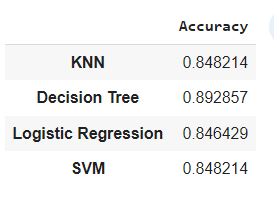 Accuracy
KNN 0.848214
Decision Tree 0.892857
Logistic Regression 0.846429
SVM 0.848214